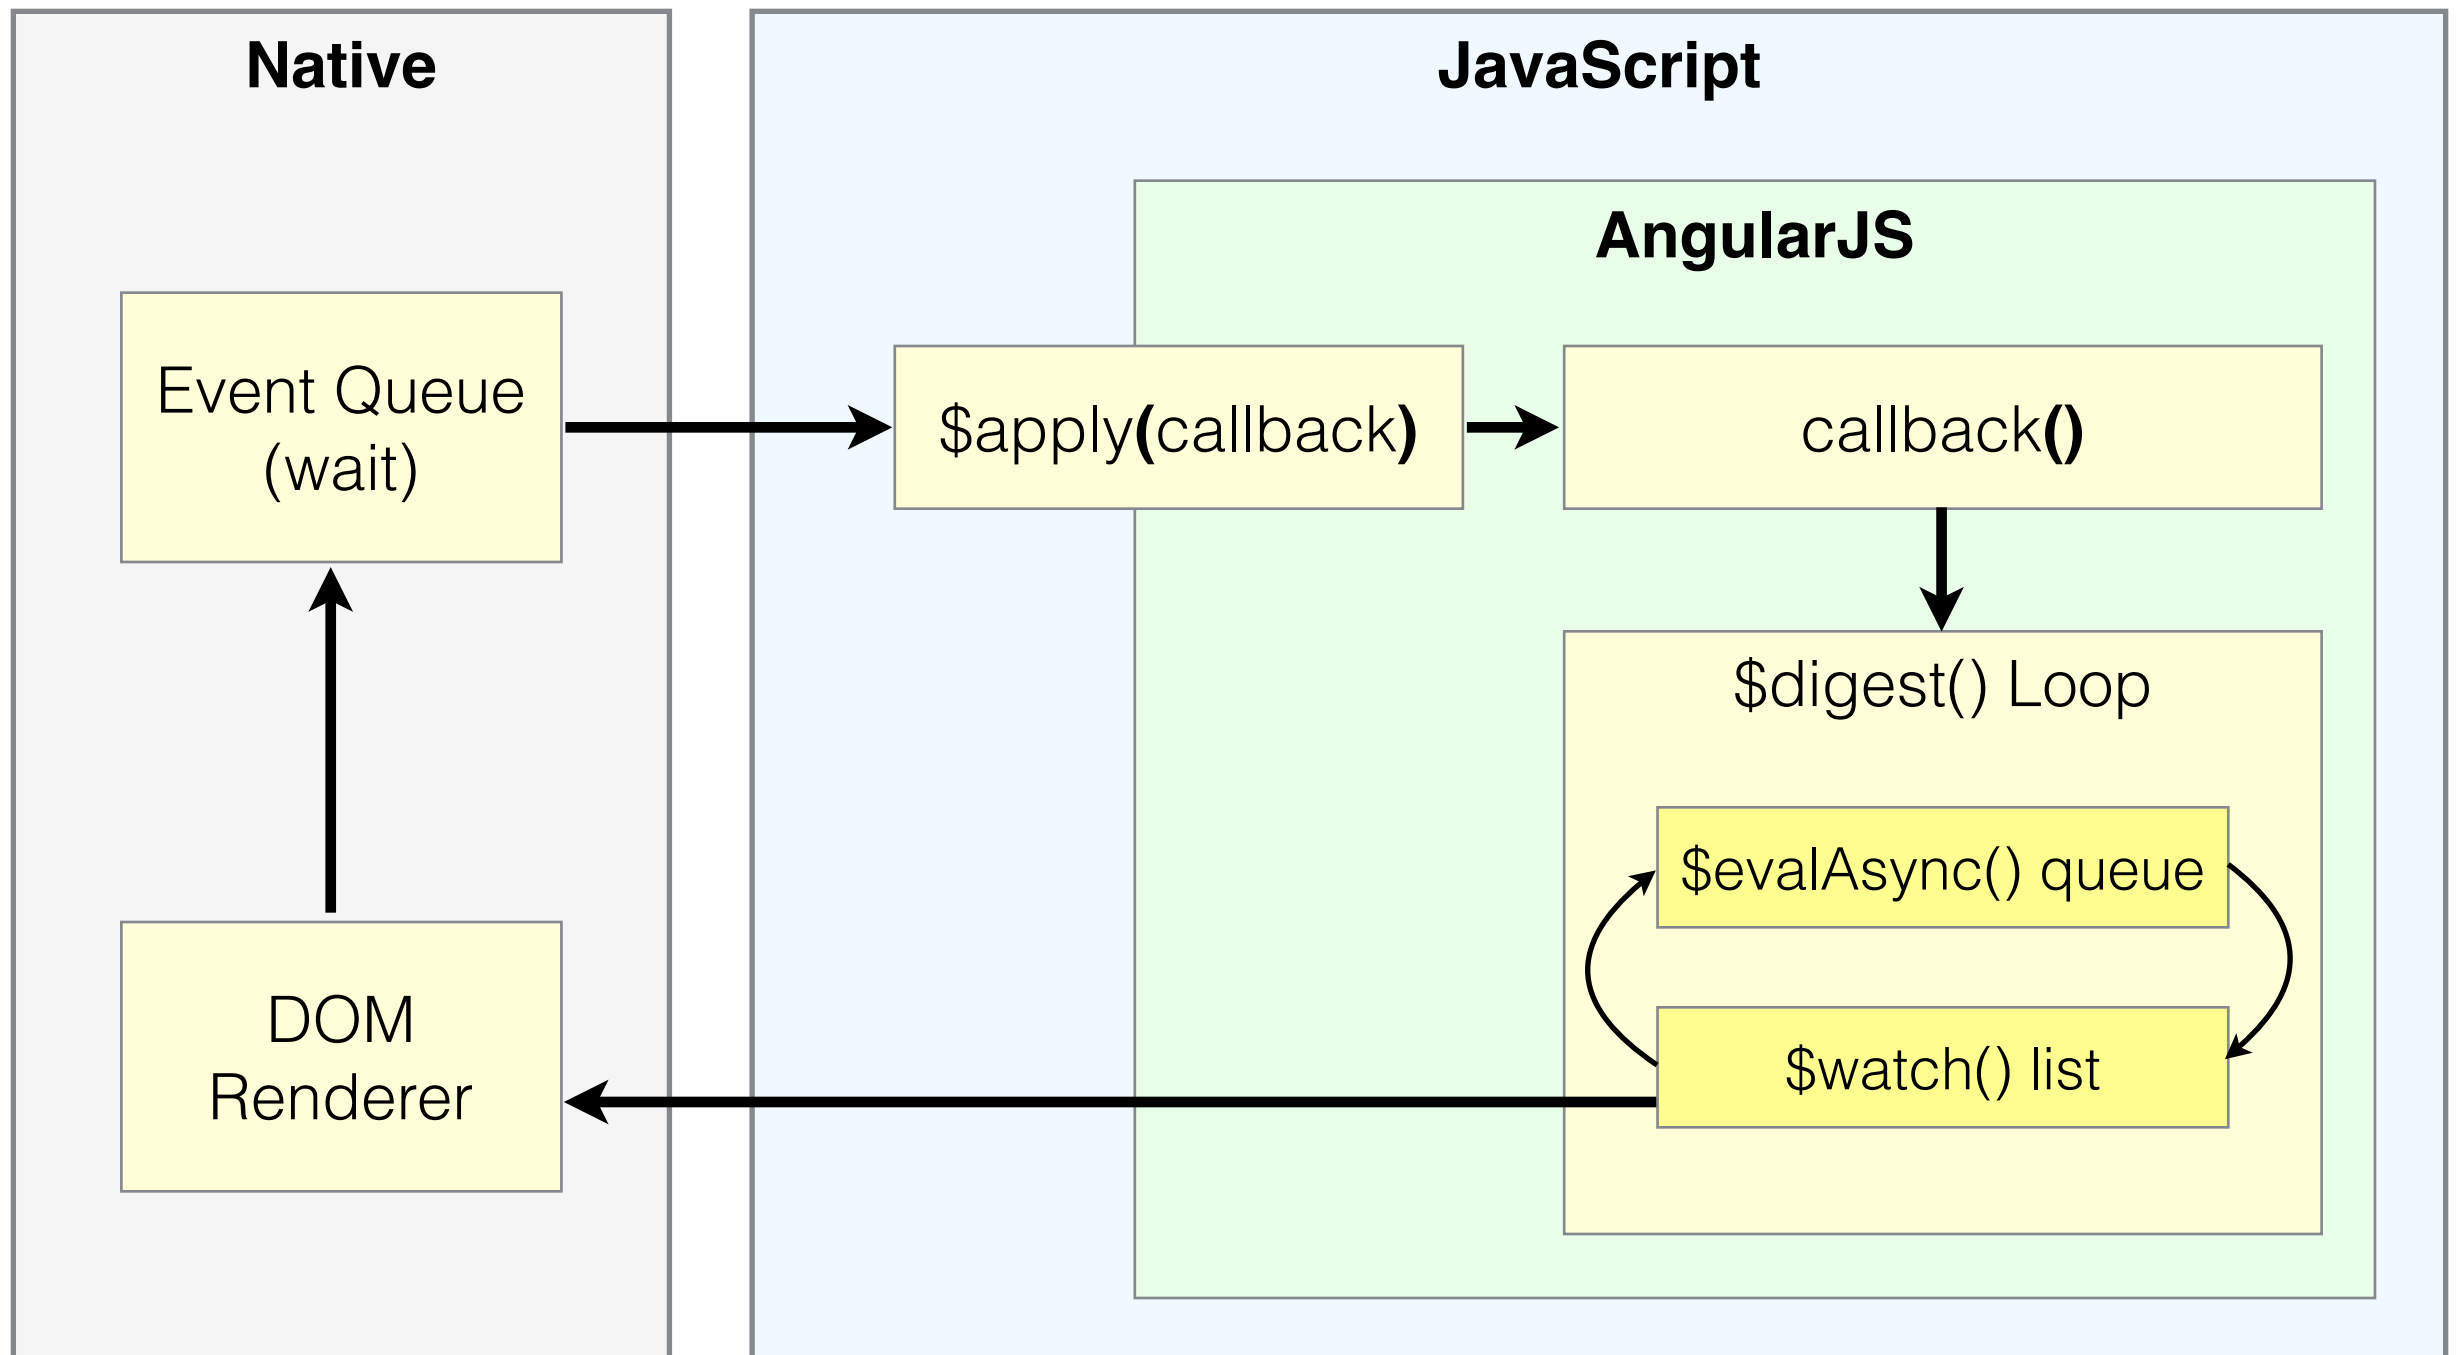 Native
Event Queue
(wait)
DOM
Renderer
JavaScript
AngularJS
$apply(callback)
callback()
$digest() Loop
$evalAsync() queue
$watch() list